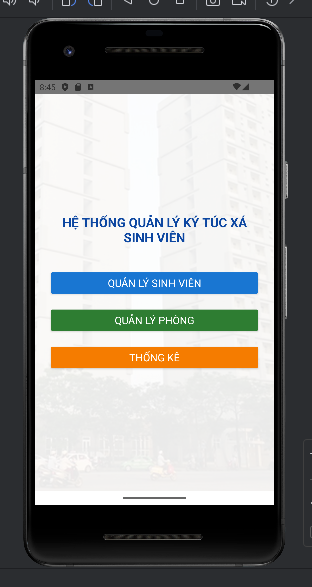 8:45
HỆ THỐNG QUẢN LÝ KÝ TÚC XÁ
SINH VIÊN
QUẢN LÝ SINH VIÊN
QUẢN LÝ PHÒNG
THỐNG KÊ